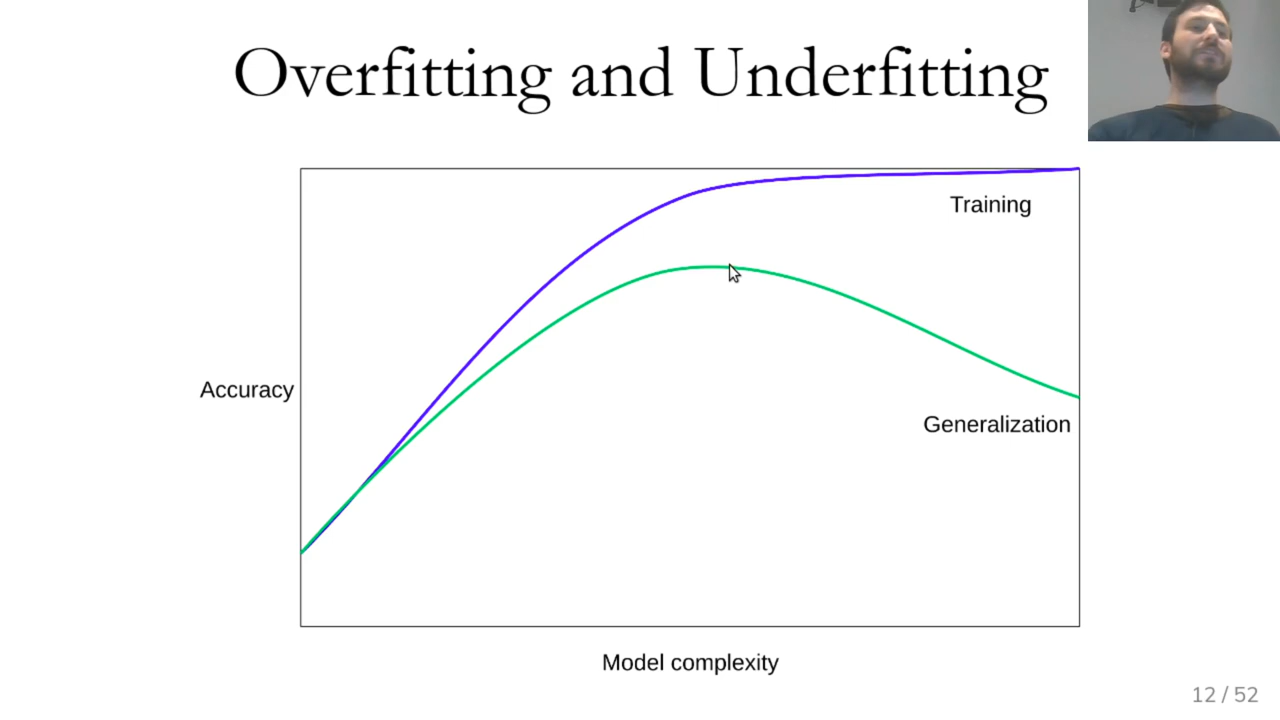 Overfitting and Underfitting
Training
Accuracy
Generalization
Model complexity
12 / 52